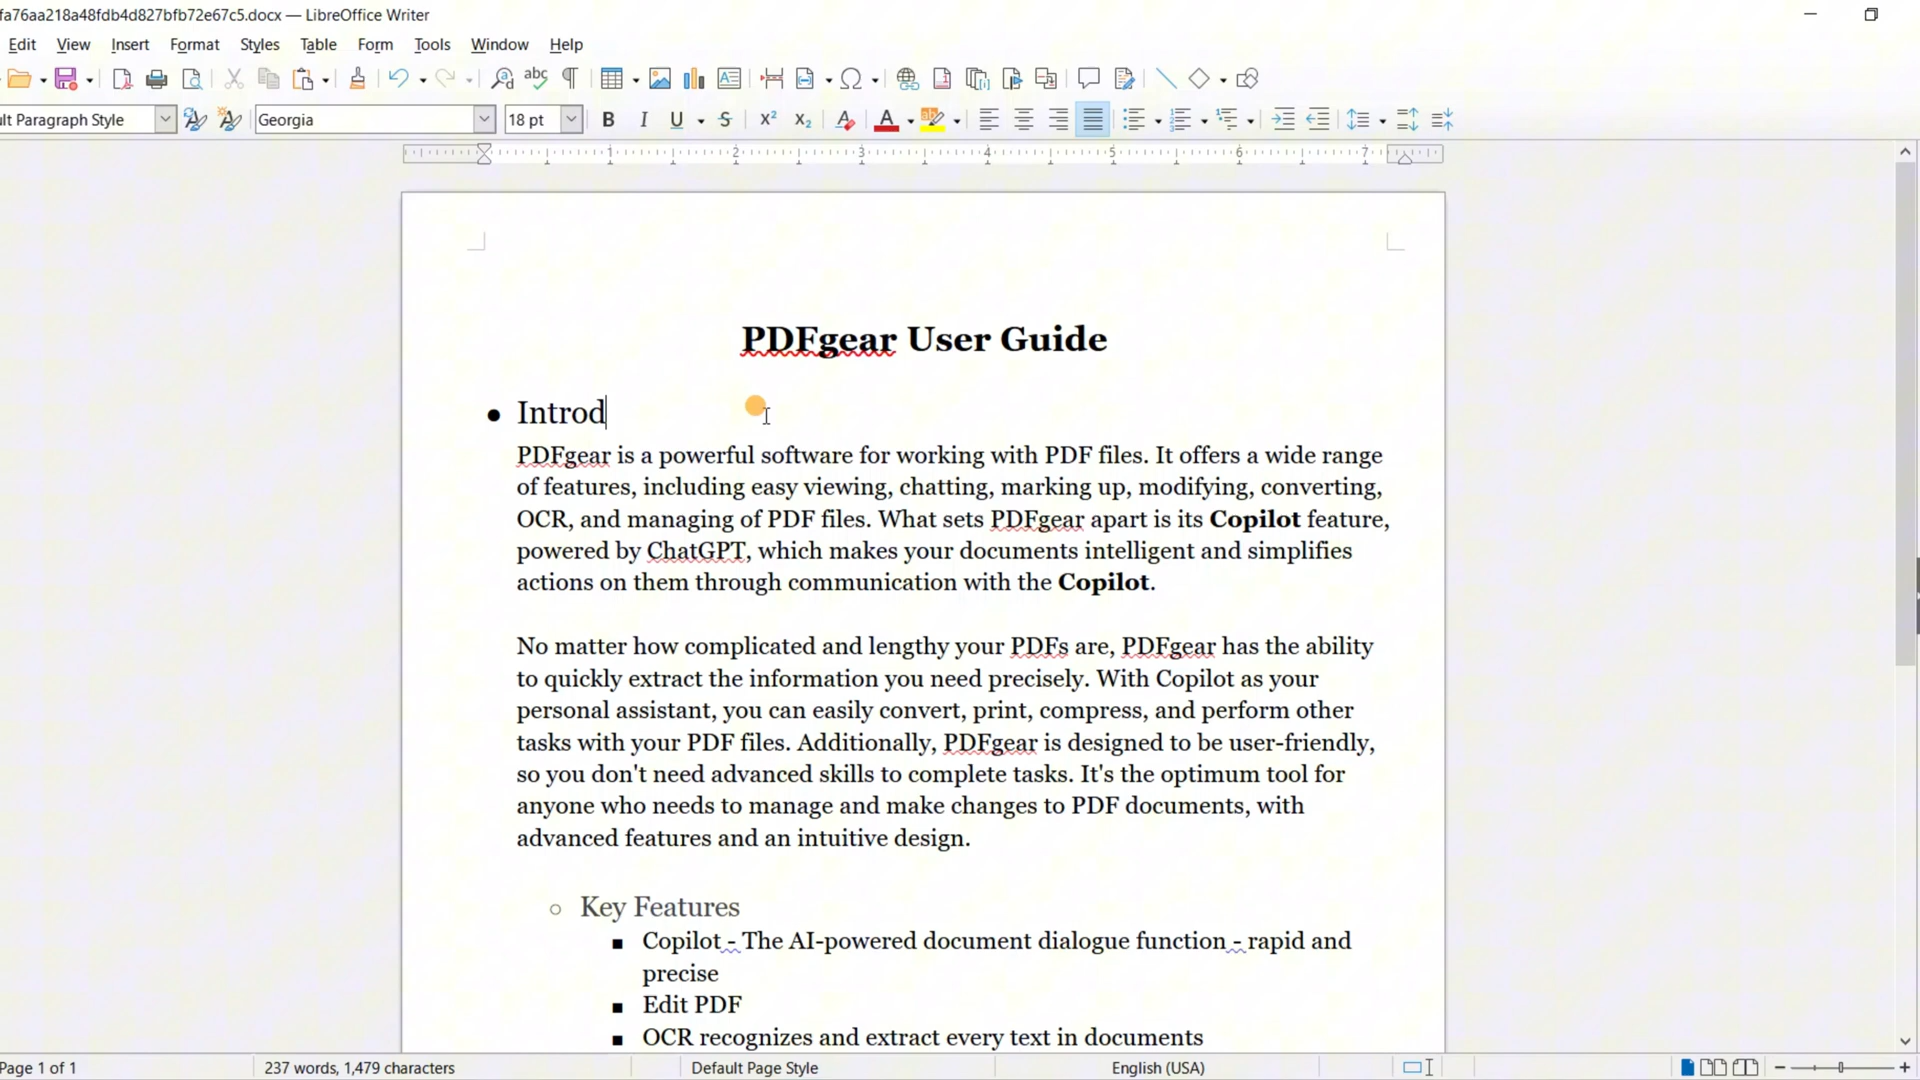 fa76aa218a48fdb4d827bfb72e67c5.docx — LibreOffice Writer
Edit View Insert Format Styles Table Form Tools Window Help
lt Paragraph Style Georgia 18 pt
1 2 3 4 5 6 7
PDFgear User Guide
● Introd
PDFgear is a powerful software for working with PDF files. It offers a wide range
of features, including easy viewing, chatting, marking up, modifying, converting,
OCR, and managing of PDF files. What sets PDFgear apart is its Copilot feature,
powered by ChatGPT, which makes your documents intelligent and simplifies
actions on them through communication with the Copilot.
No matter how complicated and lengthy your PDFs are, PDFgear has the ability
to quickly extract the information you need precisely. With Copilot as your
personal assistant, you can easily convert, print, compress, and perform other
tasks with your PDF files. Additionally, PDFgear is designed to be user-friendly,
so you don't need advanced skills to complete tasks. It's the optimum tool for
anyone who needs to manage and make changes to PDF documents, with
advanced features and an intuitive design.
○ Key Features
■ Copilot - The AI-powered document dialogue function - rapid and
precise
■ Edit PDF
■ OCR recognizes and extract every text in documents
Page 1 of 1 237 words, 1,479 characters Default Page Style English (USA)